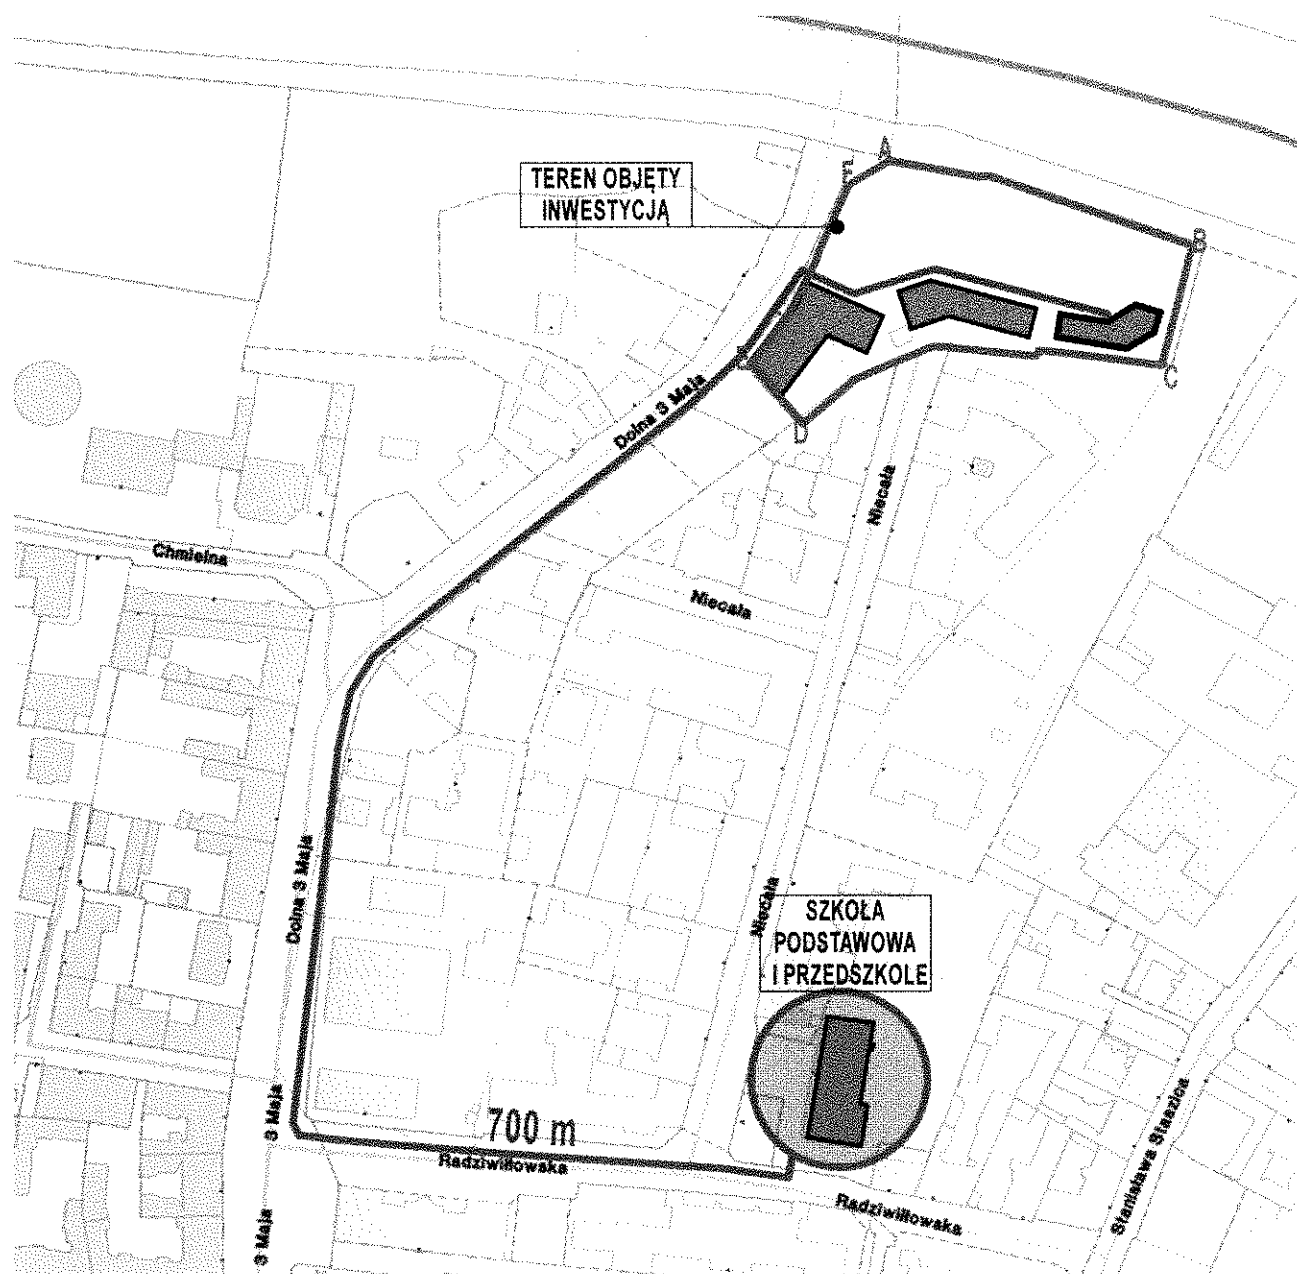 A
E
TEREN OBJĘTY
INWESTYCJĄ
B
C
D
Dolna 3 Maja
Niecała
Chmielna
Niecała
Dolna 3 Maja
Niecała
SZKOŁA
PODSTAWOWA
I PRZEDSZKOLE
3 Maja
700 m
Radziwiłłowska
Stanisława Staszica
Radziwiłłowska
3 Maja